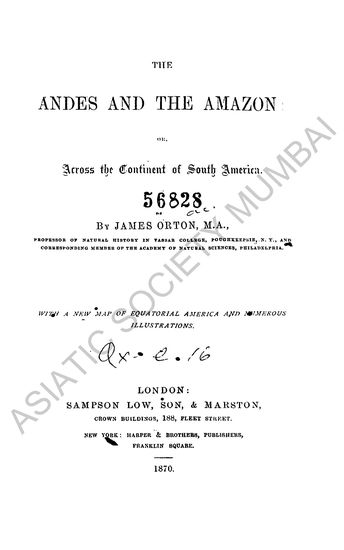 THE
ANDES AND THE AMAZON
OR,
Across the Continent of South America.
56828
BY JAMES ORTON, M.A.,
PROFESSOR OF NATURAL HISTORY IN VASSAR COLLEGE, POUGHKEEPSIE, N. Y., AND
CORRESPONDING MEMBER OF THE ACADEMY OF NATURAL SCIENCES, PHILADELPHIA.
WITH A NEW MAP OF EQUATORIAL AMERICA AND NUMEROUS
ILLUSTRATIONS.
LONDON:
SAMPSON LOW, SON, & MARSTON,
CROWN BUILDINGS, 188, FLEET STREET.
NEW YORK: HARPER & BROTHERS, PUBLISHERS,
FRANKLIN SQUARE.
1870.
ASIATIC SOCIETY MUMBAI